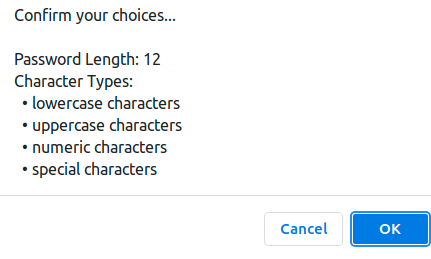 Confirm your choices...
Password Length: 12
Character Types:
• lowercase characters
• uppercase characters
• numeric characters
• special characters
Cancel OK